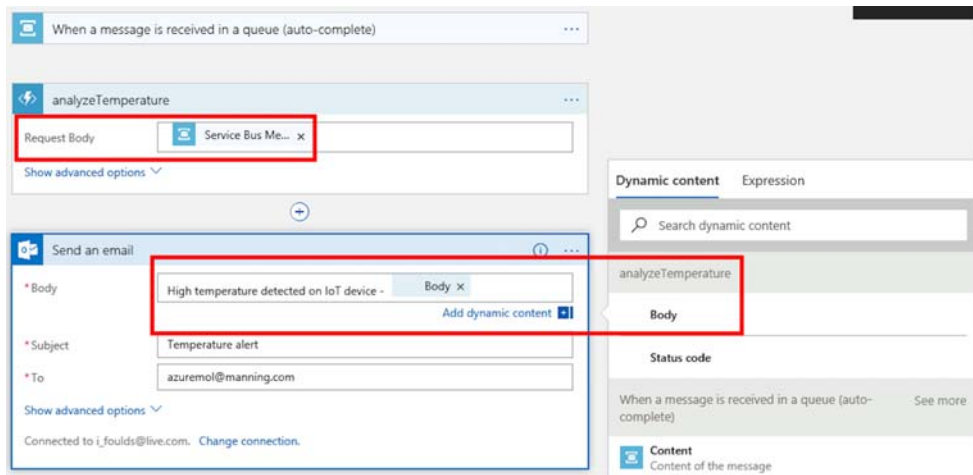 When a message is received in a queue (auto-complete)
analyzeTemperature
Request Body
Service Bus Me... x
Show advanced options
Send an email
* Body
High temperature detected on IoT device - Body x
Add dynamic content
* Subject
Temperature alert
* To
azuremol@manning.com
Show advanced options
Connected to i_foulds@live.com. Change connection.
Dynamic content Expression
Search dynamic content
analyzeTemperature
Body
Status code
When a message is received in a queue (auto-
complete)
See more
Content
Content of the message